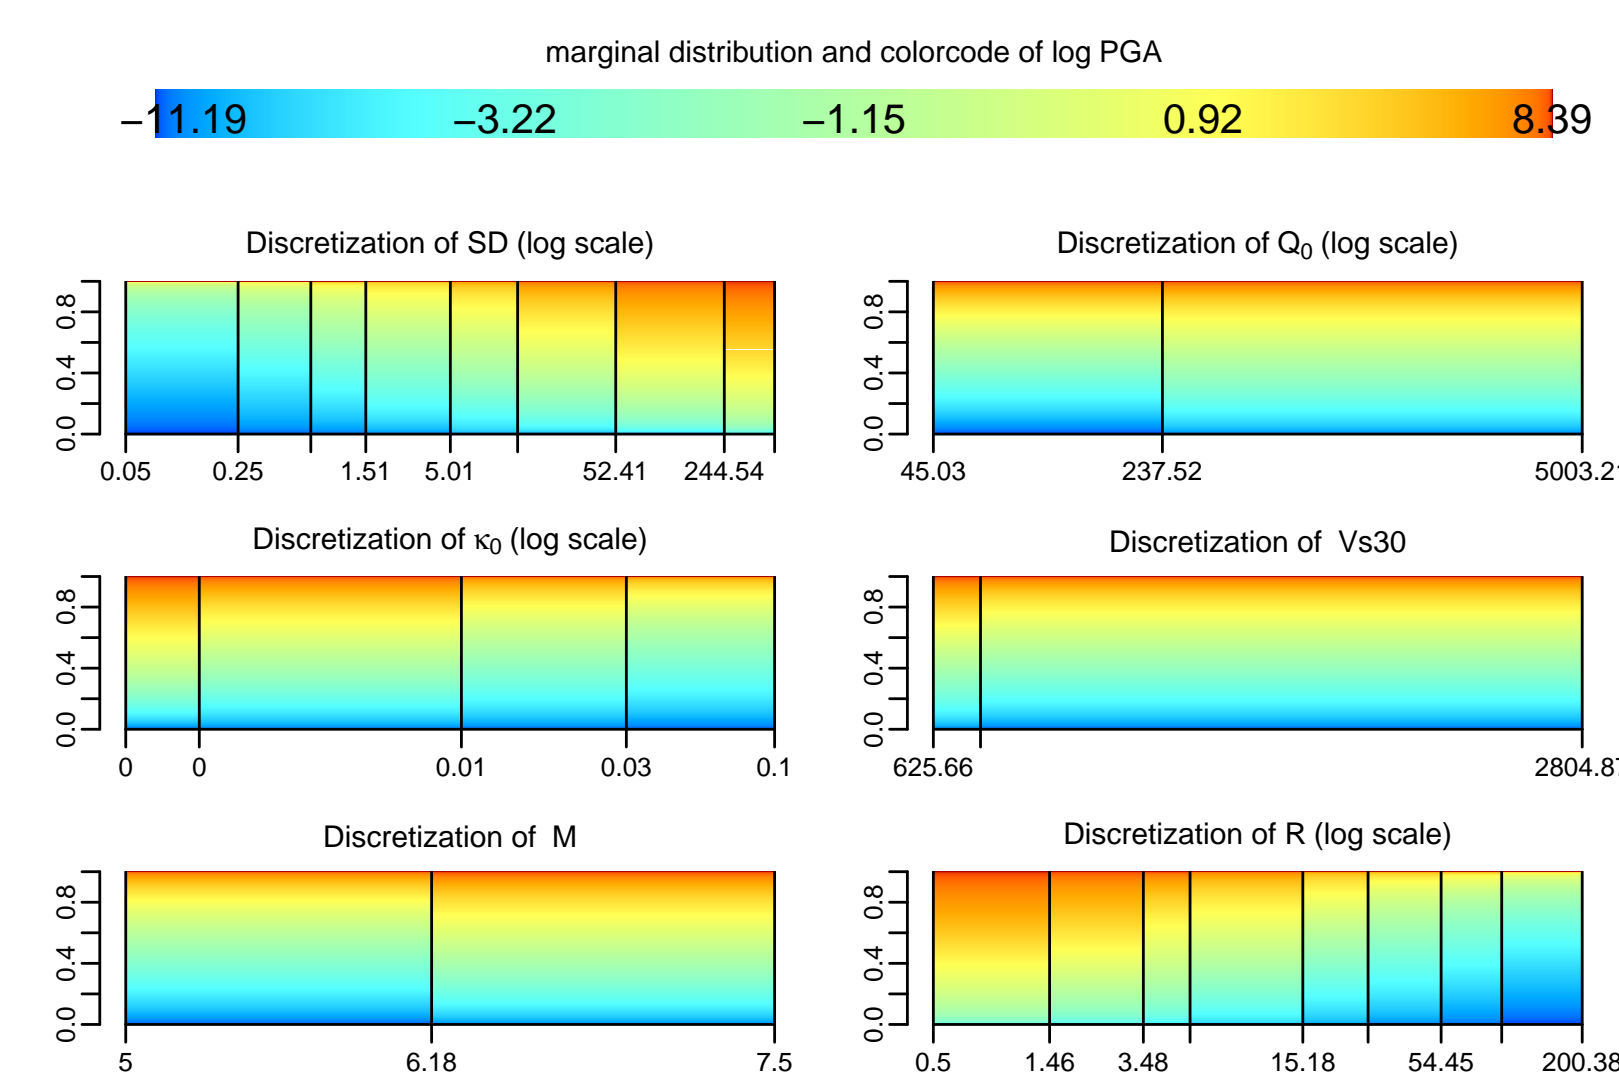 marginal distribution and colorcode of log PGA
−11.19 −3.22 −1.15 0.92 8.39
Discretization of SD (log scale)
0.0 0.4 0.8
0.05 0.25 1.51 5.01 52.41 244.54
Discretization of Q0 (log scale)
0.0 0.4 0.8
45.03 237.52 5003.21
Discretization of κ0 (log scale)
0.0 0.4 0.8
0 0 0.01 0.03 0.1
Discretization of Vs30
0.0 0.4 0.8
625.66 2804.87
Discretization of M
0.0 0.4 0.8
5 6.18 7.5
Discretization of R (log scale)
0.0 0.4 0.8
0.5 1.46 3.48 15.18 54.45 200.38